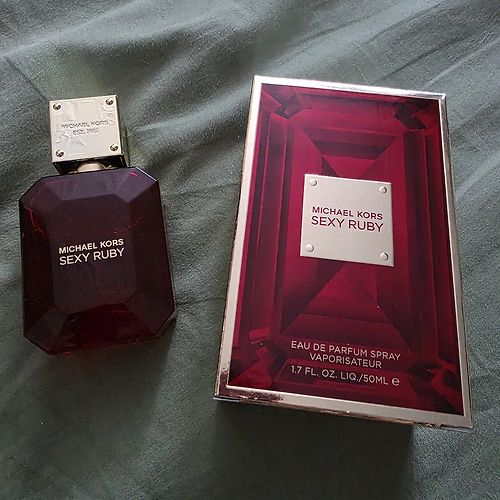 MICHAEL KORS
EST. 1981
MICHAEL KORS
SEXY RUBY
MICHAEL KORS
SEXY RUBY
EAU DE PARFUM SPRAY
VAPORISATEUR
1.7 FL. OZ. LIQ./50ML ℮